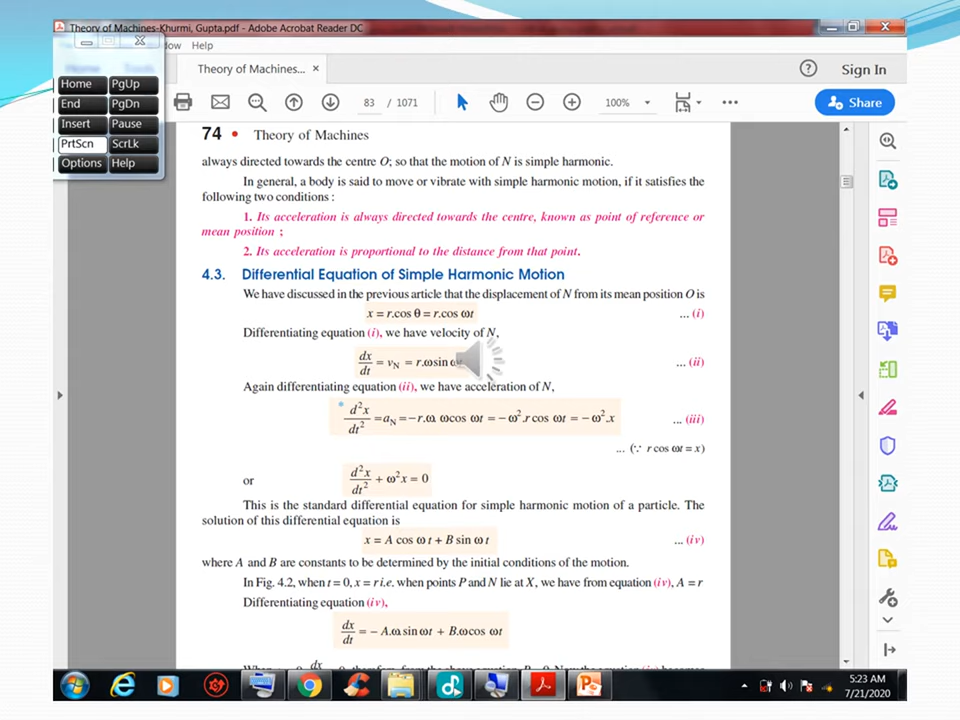 Theory of Machines-Khurmi, Gupta.pdf - Adobe Acrobat Reader DC
dow Help
Home Tools
Home PgUp
End PgDn
Insert Pause
PrtScn ScrLk
Options Help
Theory of Machines... ×
? Sign In
83 / 1071
100%
Share
74 • Theory of Machines
always directed towards the centre O; so that the motion of N is simple harmonic.
In general, a body is said to move or vibrate with simple harmonic motion, if it satisfies the
following two conditions :
1. Its acceleration is always directed towards the centre, known as point of reference or
mean position ;
2. Its acceleration is proportional to the distance from that point.
4.3. Differential Equation of Simple Harmonic Motion
We have discussed in the previous article that the displacement of N from its mean position O is
x = r.cos θ = r.cos ωt ... (i)
Differentiating equation (i), we have velocity of N,
dx/dt = vN = r.ωsin ... (ii)
Again differentiating equation (ii), we have acceleration of N,
* d²x/dt² = aN = – r.ω. ωcos ωt = – ω².r cos ωt = – ω².x ... (iii)
... (∵ r cos ωt = x)
or d²x/dt² + ω²x = 0
This is the standard differential equation for simple harmonic motion of a particle. The
solution of this differential equation is
x = A cos ω t + B sin ω t ... (iv)
where A and B are constants to be determined by the initial conditions of the motion.
In Fig. 4.2, when t = 0, x = r i.e. when points P and N lie at X, we have from equation (iv), A = r
Differentiating equation (iv),
dx/dt = – A.ω.sin ωt + B.ωcos ωt
dx
5:23 AM
7/21/2020